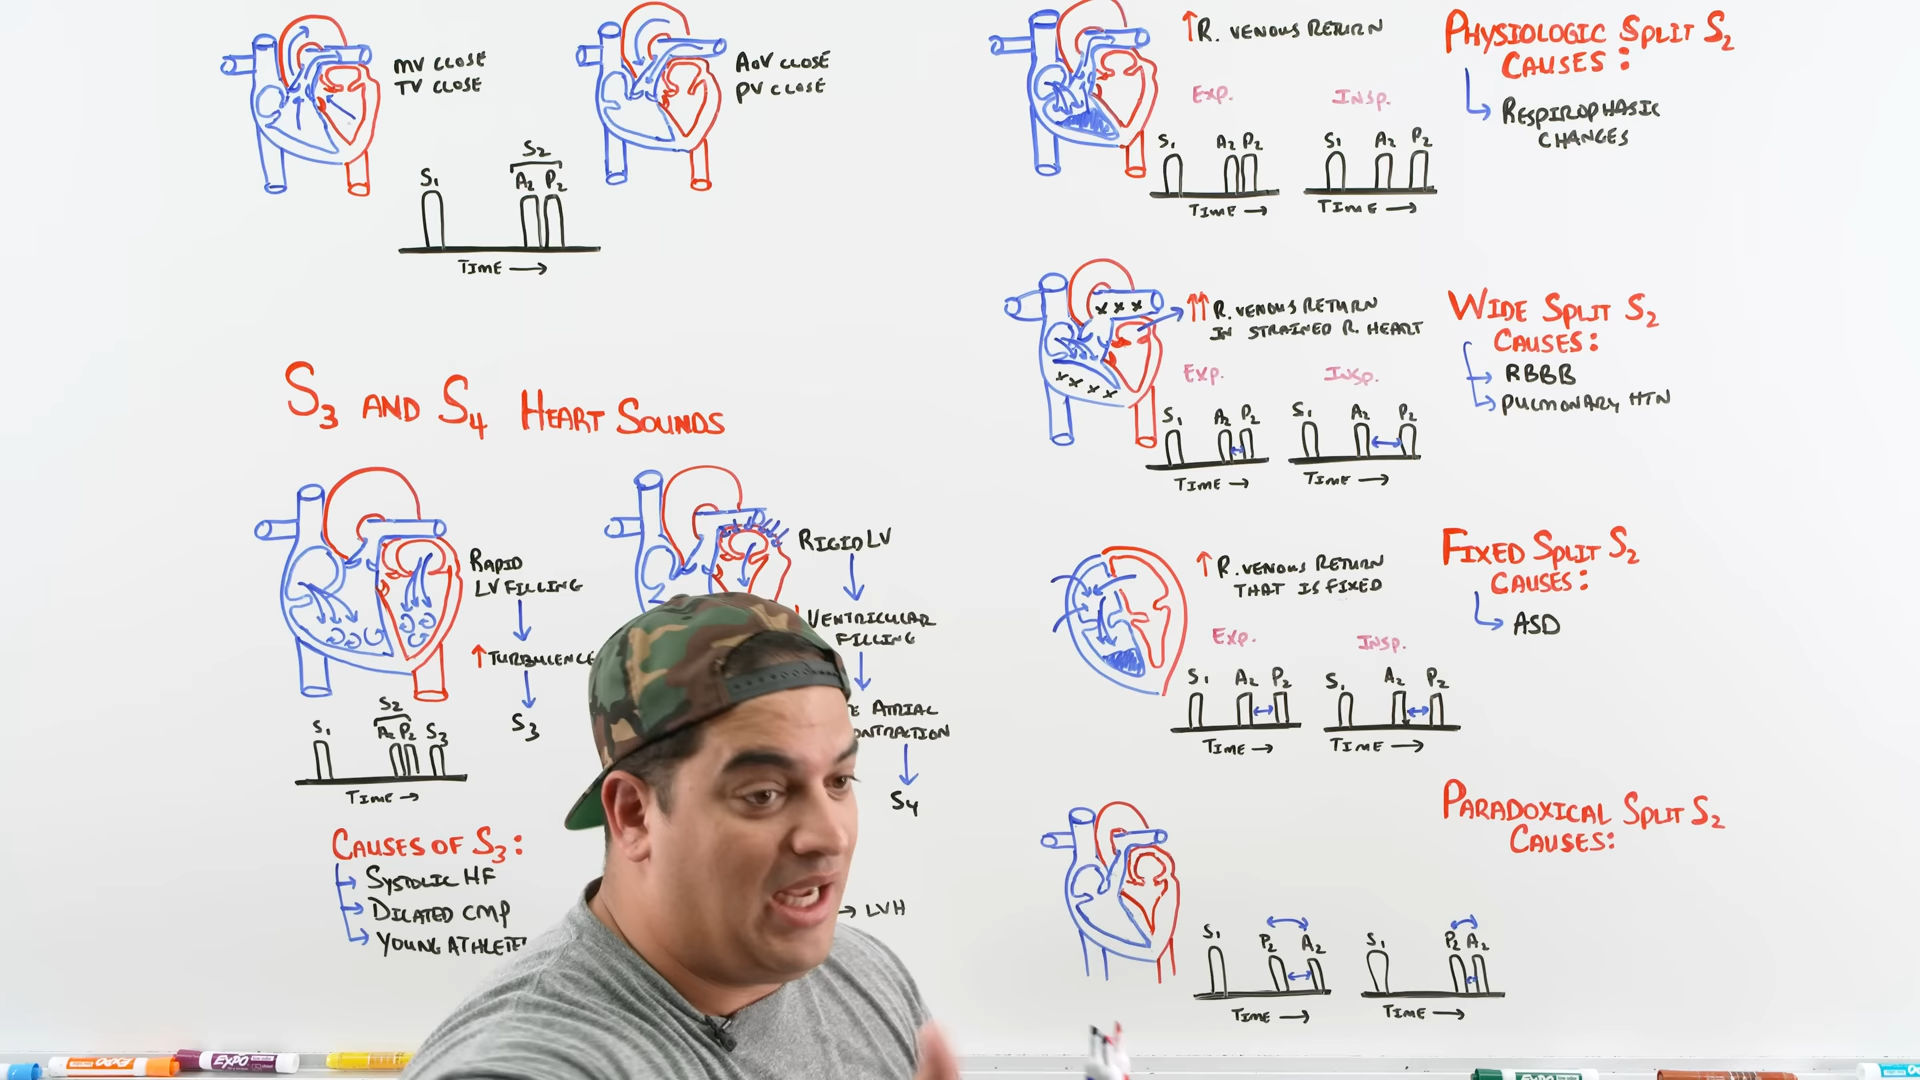 MV CLOSE
TV CLOSE
AoV CLOSE
PV CLOSE
S2
S1 A2 P2
TIME →
S3 AND S4 HEART SOUNDS
RAPID
LV FILLING
↑ TURBULENCE
S3
S2
S1 A2 P2 S3
TIME →
CAUSES OF S3:
→ SYSTOLIC HF
→ DILATED CMP
→ YOUNG ATHLETE
RIGID LV
VENTRICULAR
FILLING
ATRIAL
S4
→ LVH
↑ R. VENOUS RETURN
EXP. INSP.
S1 A2 P2 S1 A2 P2
TIME → TIME →
PHYSIOLOGIC SPLIT S2
CAUSES:
→ RESPIROPHASIC
CHANGES
xxx
xxxx
↑↑ R. VENOUS RETURN
IN STRAINED R. HEART
EXP. INSP.
S1 A2 P2 S1 A2 P2
TIME → TIME →
WIDE SPLIT S2
CAUSES:
→ RBBB
→ PULMONARY HTN
↑ R. VENOUS RETURN
THAT IS FIXED
EXP. INSP.
S1 A2 P2 S1 A2 P2
TIME → TIME →
FIXED SPLIT S2
CAUSES:
→ ASD
PARADOXICAL SPLIT S2
CAUSES:
S1 P2 A2 S1 P2 A2
TIME → TIME →
EXPO
EXPO